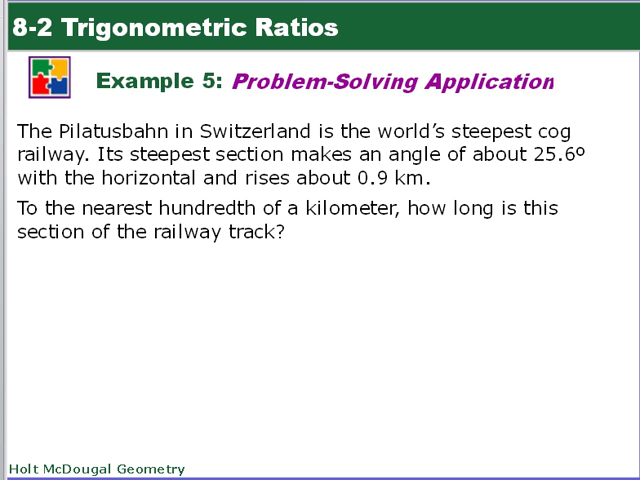 8-2 Trigonometric Ratios
Example 5: Problem-Solving Application
The Pilatusbahn in Switzerland is the world’s steepest cog
railway. Its steepest section makes an angle of about 25.6º
with the horizontal and rises about 0.9 km.
To the nearest hundredth of a kilometer, how long is this
section of the railway track?
Holt McDougal Geometry